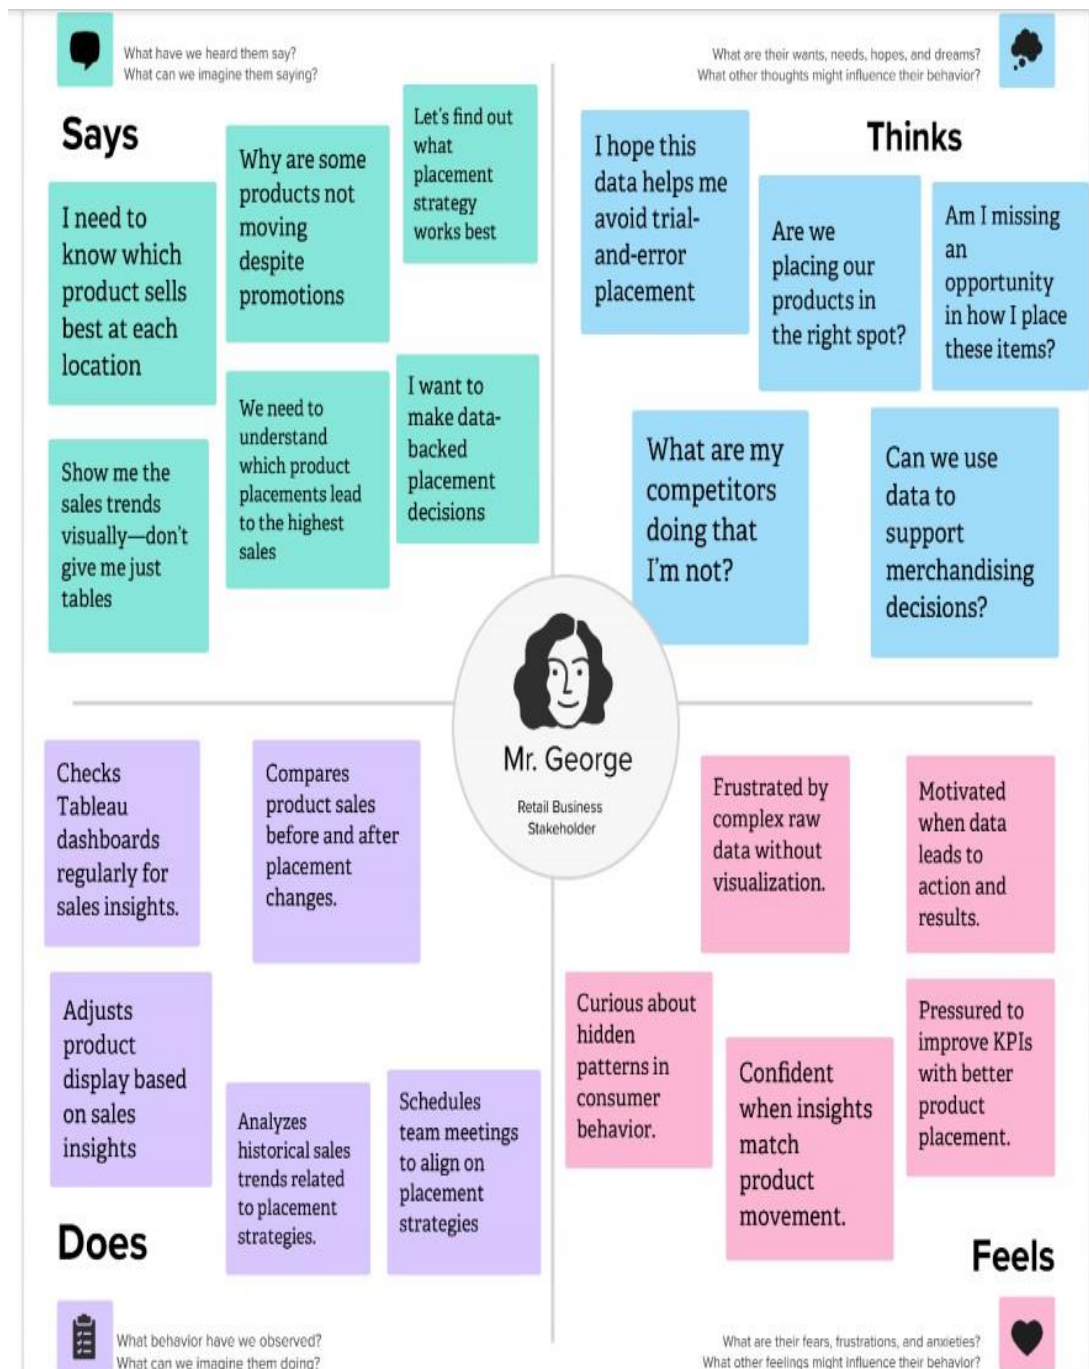 What have we heard them say?
What can we imagine them saying?
Says
I need to
know which
product sells
best at each
location
Why are some
products not
moving
despite
promotions
Let's find out
what
placement
strategy
works best
Show me the
sales trends
visually—don't
give me just
tables
We need to
understand
which product
placements lead
to the highest
sales
I want to
make data-
backed
placement
decisions
What are their wants, needs, hopes, and dreams?
What other thoughts might influence their behavior?
Thinks
I hope this
data helps me
avoid trial-
and-error
placement
Are we
placing our
products in
the right spot?
Am I missing
an
opportunity
in how I place
these items?
What are my
competitors
doing that
I'm not?
Can we use
data to
support
merchandising
decisions?
Mr. George
Retail Business
Stakeholder
Checks
Tableau
dashboards
regularly for
sales insights.
Compares
product sales
before and after
placement
changes.
Adjusts
product
display based
on sales
insights
Analyzes
historical sales
trends related
to placement
strategies.
Schedules
team meetings
to align on
placement
strategies
Does
What behavior have we observed?
What can we imagine them doing?
Frustrated by
complex raw
data without
visualization.
Motivated
when data
leads to
action and
results.
Curious about
hidden
patterns in
consumer
behavior.
Confident
when insights
match
product
movement.
Pressured to
improve KPIs
with better
product
placement.
Feels
What are their fears, frustrations, and anxieties?
What other feelings might influence their behavior?